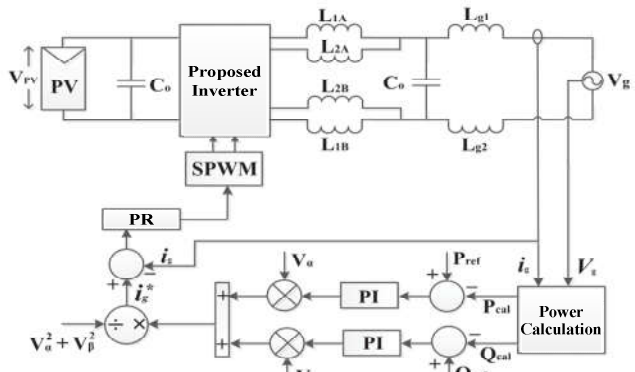 L1A
Lg1
VPV
PV
Co
Proposed
Inverter
L2A
L2B
Co
Vg
L1B
Lg2
SPWM
PR
ig
−
+
ig*
Vα
Pref
ig
Vg
+
−
+
PI
Pcal
Power
Calculation
÷ ×
Vα² + Vβ²
+
PI
−
Qcal
+